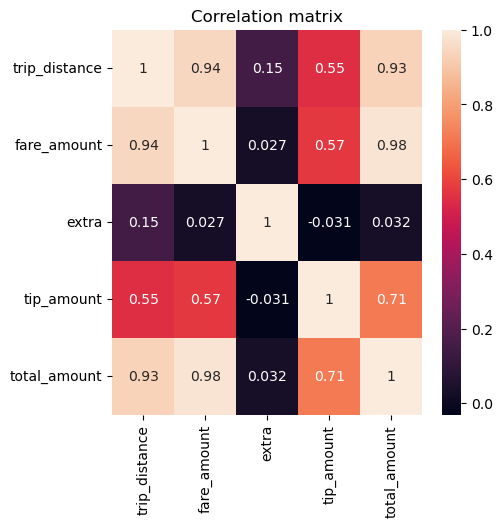 Correlation matrix
trip_distance 1 0.94 0.15 0.55 0.93
fare_amount 0.94 1 0.027 0.57 0.98
extra 0.15 0.027 1 -0.031 0.032
tip_amount 0.55 0.57 -0.031 1 0.71
total_amount 0.93 0.98 0.032 0.71 1
trip_distance fare_amount extra tip_amount total_amount
1.0
0.8
0.6
0.4
0.2
0.0